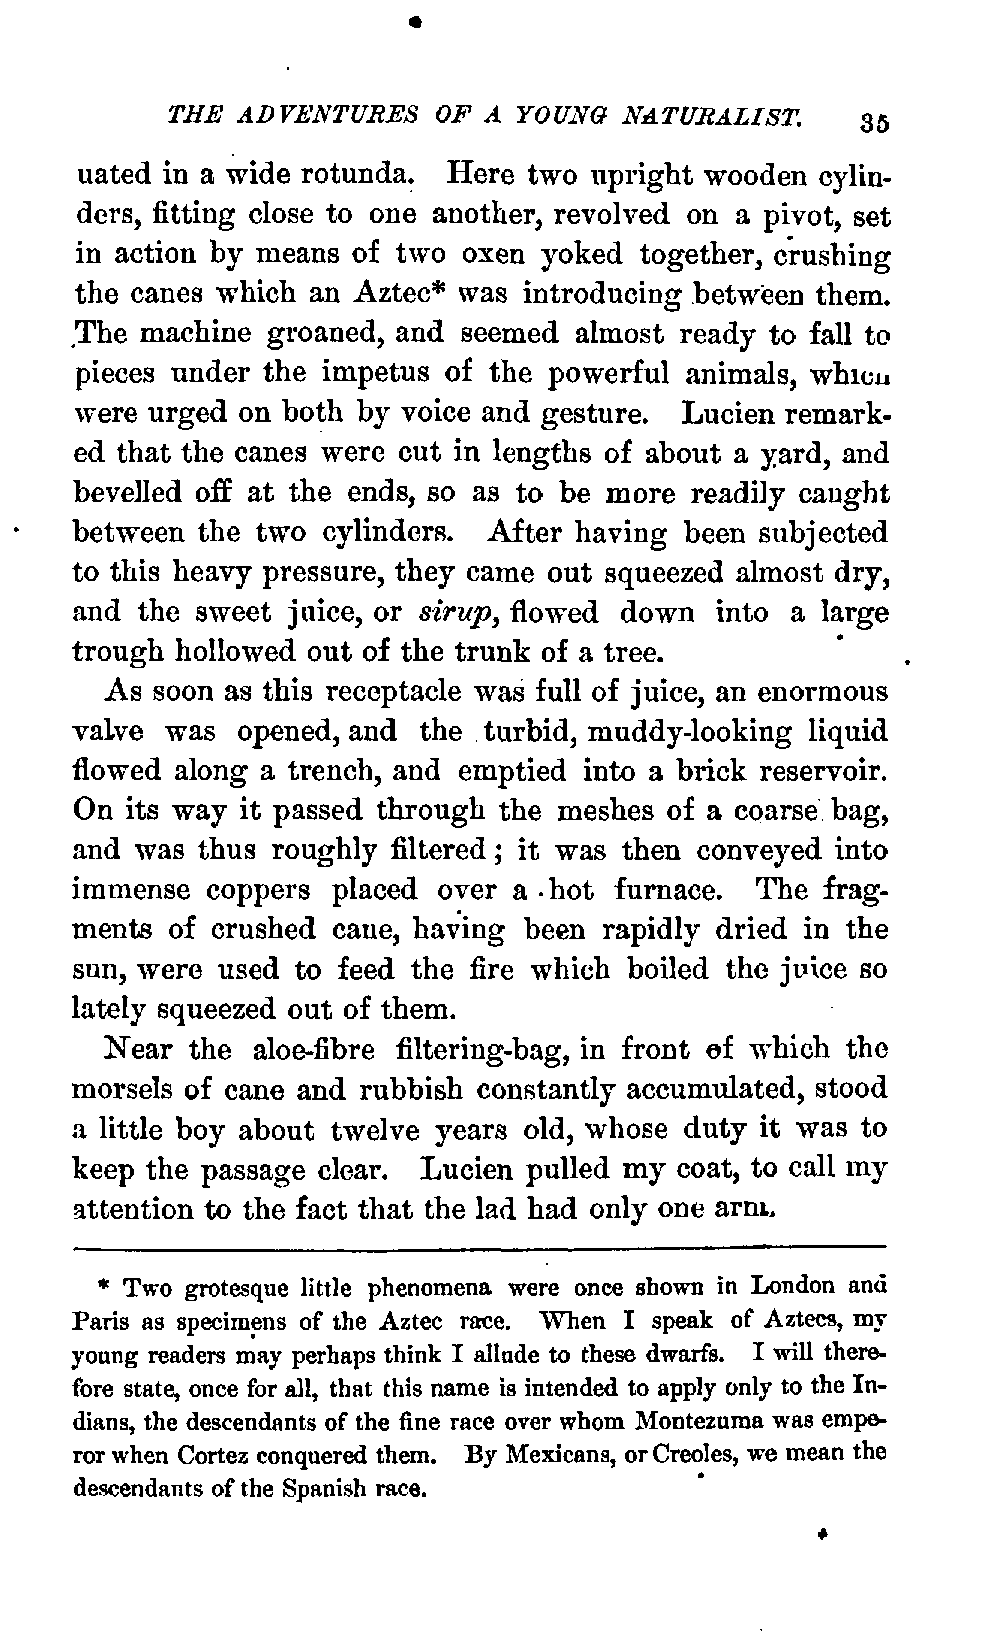 THE ADVENTURES OF A YOUNG NATURALIST. 35
uated in a wide rotunda. Here two upright wooden cylin-
ders, fitting close to one another, revolved on a pivot, set
in action by means of two oxen yoked together, crushing
the canes which an Aztec* was introducing between them.
The machine groaned, and seemed almost ready to fall to
pieces under the impetus of the powerful animals, which
were urged on both by voice and gesture. Lucien remark-
ed that the canes were cut in lengths of about a yard, and
bevelled off at the ends, so as to be more readily caught
between the two cylinders. After having been subjected
to this heavy pressure, they came out squeezed almost dry,
and the sweet juice, or sirup, flowed down into a large
trough hollowed out of the trunk of a tree.
As soon as this receptacle was full of juice, an enormous
valve was opened, and the turbid, muddy-looking liquid
flowed along a trench, and emptied into a brick reservoir.
On its way it passed through the meshes of a coarse bag,
and was thus roughly filtered; it was then conveyed into
immense coppers placed over a hot furnace. The frag-
ments of crushed cane, having been rapidly dried in the
sun, were used to feed the fire which boiled the juice so
lately squeezed out of them.
Near the aloe-fibre filtering-bag, in front of which the
morsels of cane and rubbish constantly accumulated, stood
a little boy about twelve years old, whose duty it was to
keep the passage clear. Lucien pulled my coat, to call my
attention to the fact that the lad had only one arm.
* Two grotesque little phenomena were once shown in London and
Paris as specimens of the Aztec race. When I speak of Aztecs, my
young readers may perhaps think I allude to these dwarfs. I will there-
fore state, once for all, that this name is intended to apply only to the In-
dians, the descendants of the fine race over whom Montezuma was empe-
ror when Cortez conquered them. By Mexicans, or Creoles, we mean the
descendants of the Spanish race.